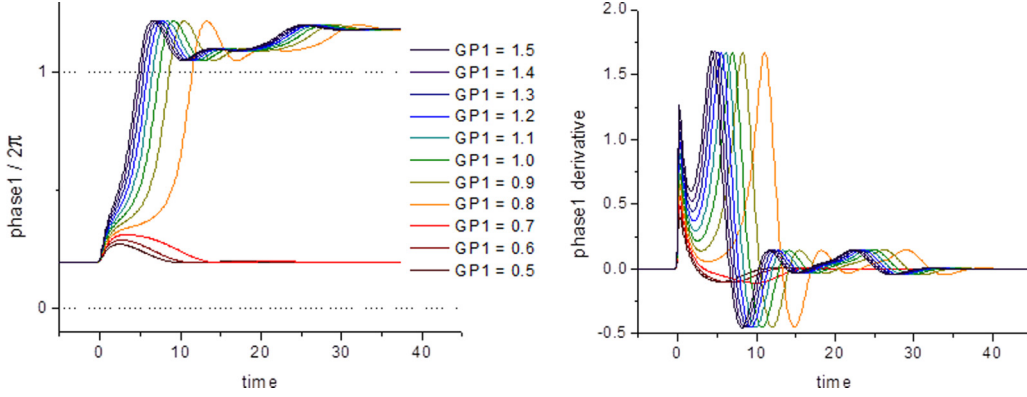 phase1 / 2π
1
0
0
10
20
30
40
time
GP1 = 1.5
GP1 = 1.4
GP1 = 1.3
GP1 = 1.2
GP1 = 1.1
GP1 = 1.0
GP1 = 0.9
GP1 = 0.8
GP1 = 0.7
GP1 = 0.6
GP1 = 0.5
phase1 derivative
2.0
1.5
1.0
0.5
0.0
-0.5
0
10
20
30
40
time